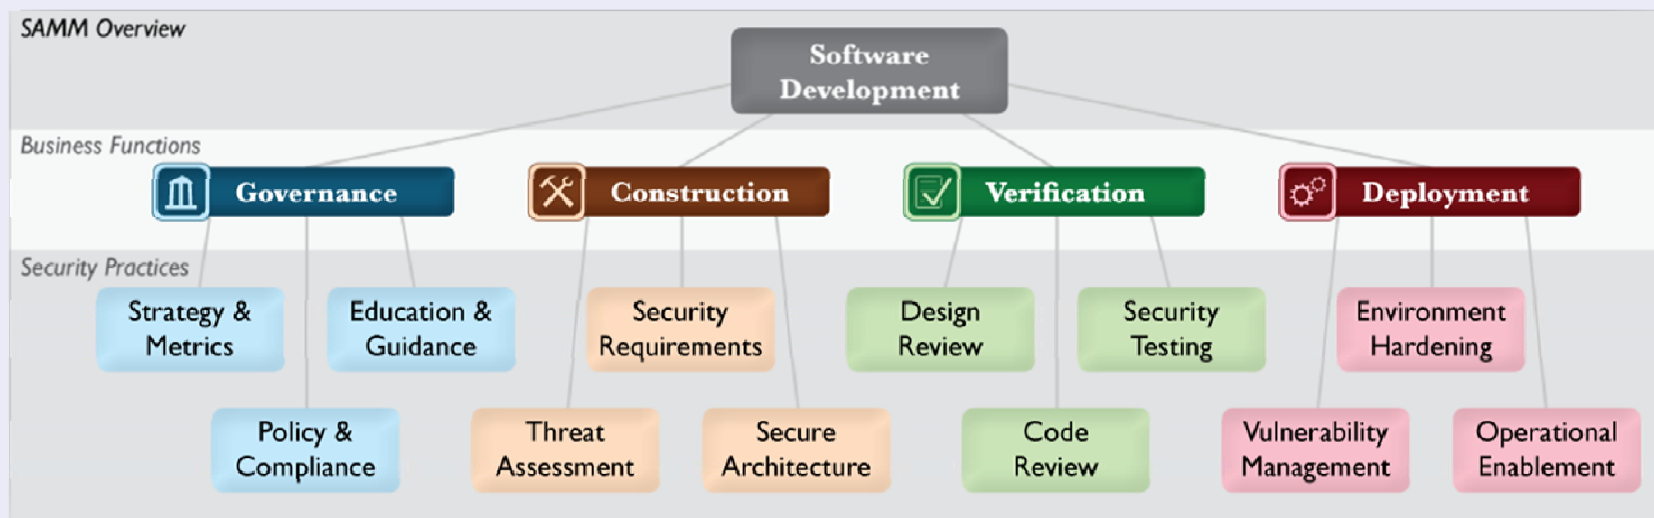 SAMM Overview
Software
Development
Business Functions
Governance
Construction
Verification
Deployment
Security Practices
Strategy &
Metrics
Education &
Guidance
Security
Requirements
Design
Review
Security
Testing
Environment
Hardening
Policy &
Compliance
Threat
Assessment
Secure
Architecture
Code
Review
Vulnerability
Management
Operational
Enablement